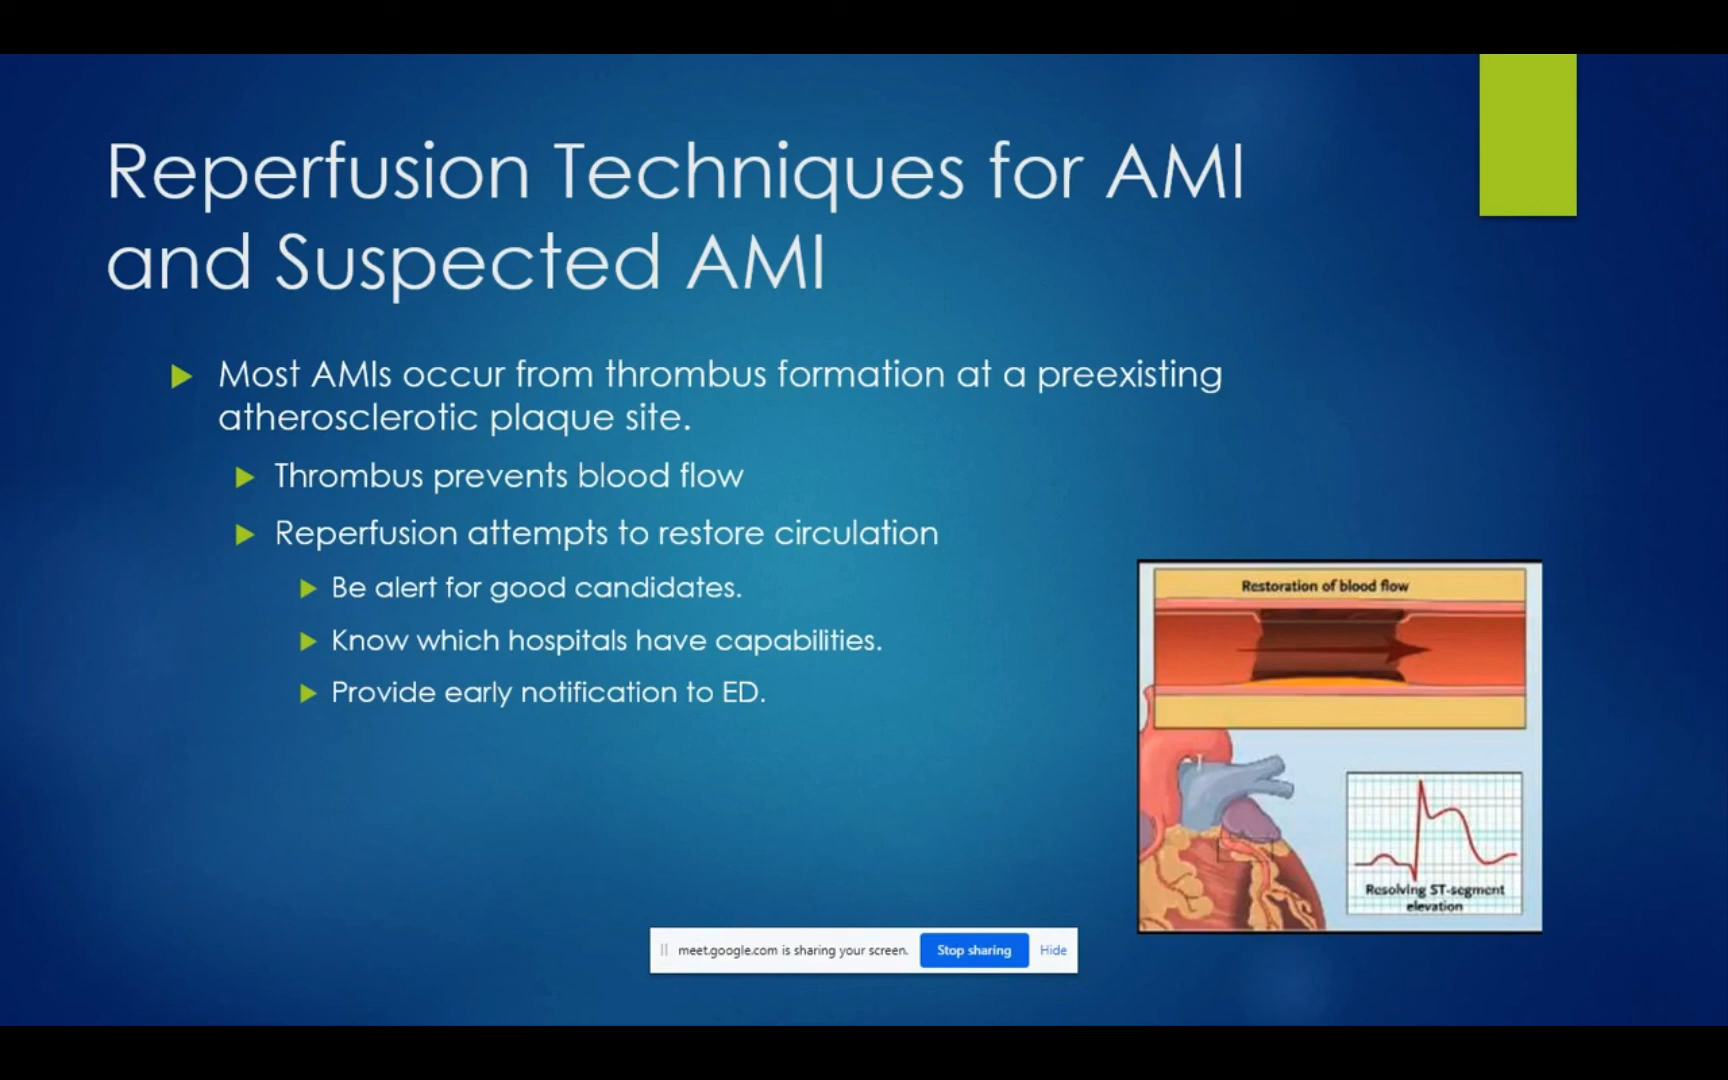 Reperfusion Techniques for AMI
and Suspected AMI
Most AMIs occur from thrombus formation at a preexisting
atherosclerotic plaque site.
Thrombus prevents blood flow
Reperfusion attempts to restore circulation
Be alert for good candidates.
Know which hospitals have capabilities.
Provide early notification to ED.
Restoration of blood flow
Resolving ST-segment
elevation
meet.google.com is sharing your screen.
Stop sharing
Hide